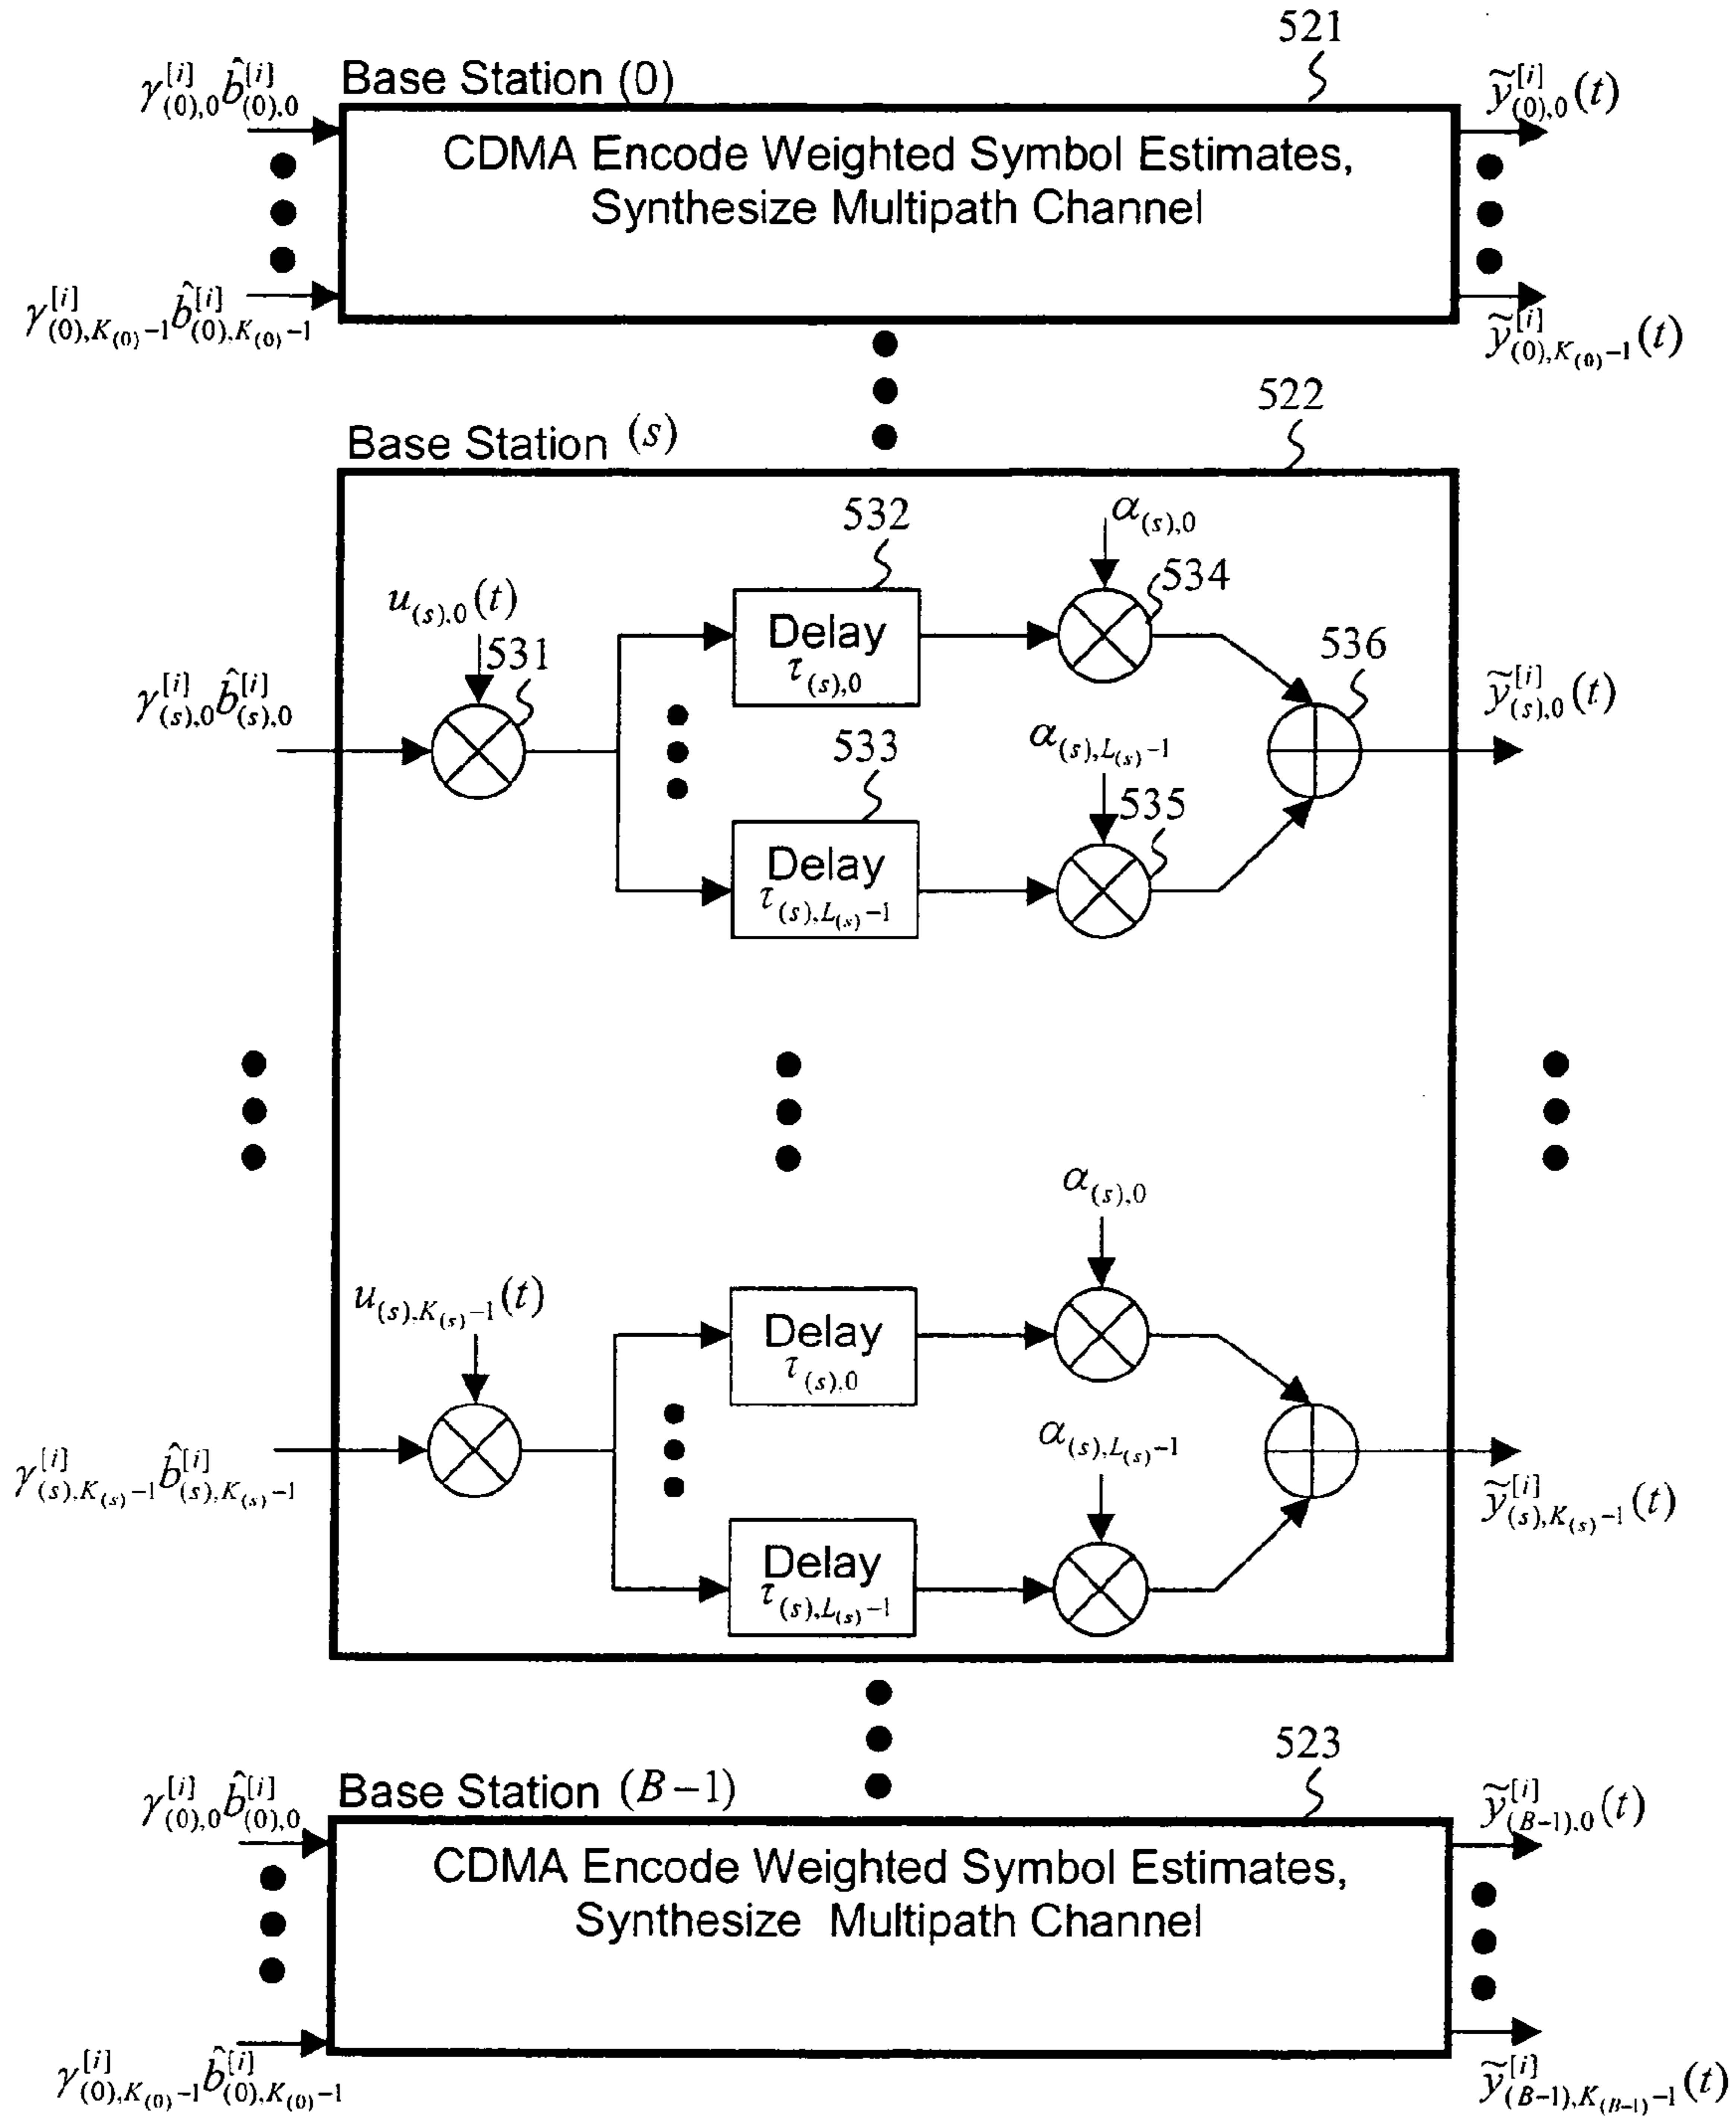 521
Base Station (0)
γ^{[i]}_{(0),0} b̂^{[i]}_{(0),0}
ỹ^{[i]}_{(0),0}(t)
CDMA Encode Weighted Symbol Estimates,
Synthesize Multipath Channel
γ^{[i]}_{(0),K_{(0)}-1} b̂^{[i]}_{(0),K_{(0)}-1}
ỹ^{[i]}_{(0),K_{(0)}-1}(t)
522
Base Station (s)
532
α_{(s),0}
534
u_{(s),0}(t)
531
Delay
τ_{(s),0}
536
γ^{[i]}_{(s),0} b̂^{[i]}_{(s),0}
ỹ^{[i]}_{(s),0}(t)
533
α_{(s),L_{(s)}-1}
535
Delay
τ_{(s),L_{(s)}-1}
α_{(s),0}
u_{(s),K_{(s)}-1}(t)
Delay
τ_{(s),0}
α_{(s),L_{(s)}-1}
γ^{[i]}_{(s),K_{(s)}-1} b̂^{[i]}_{(s),K_{(s)}-1}
ỹ^{[i]}_{(s),K_{(s)}-1}(t)
Delay
τ_{(s),L_{(s)}-1}
523
Base Station (B-1)
γ^{[i]}_{(0),0} b̂^{[i]}_{(0),0}
ỹ^{[i]}_{(B-1),0}(t)
CDMA Encode Weighted Symbol Estimates,
Synthesize Multipath Channel
γ^{[i]}_{(0),K_{(0)}-1} b̂^{[i]}_{(0),K_{(0)}-1}
ỹ^{[i]}_{(B-1),K_{(B-1)}-1}(t)